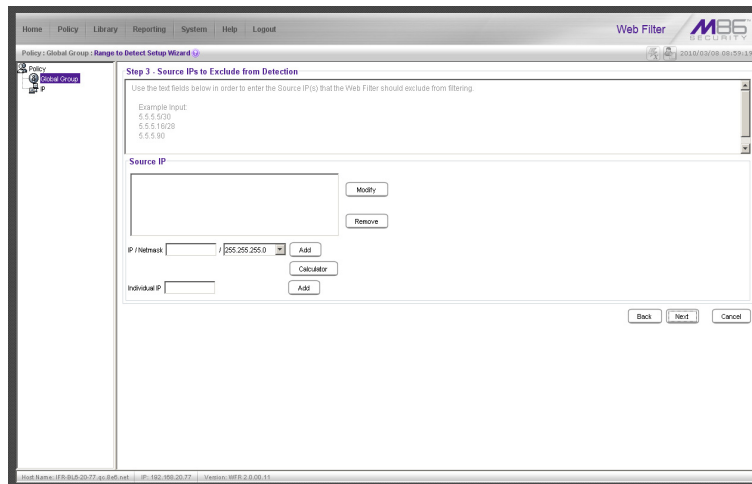 Home Policy Library Reporting System Help Logout
Web Filter
M86 SECURITY
Policy : Global Group : Range to Detect Setup Wizard
2010/03/08 08:59:19
Policy
Global Group
IP
Step 3 - Source IPs to Exclude from Detection
Use the text fields below in order to enter the Source IP(s) that the Web Filter should exclude from filtering.
Example Input:
5.5.5.5/30
5.5.5.16/28
5.5.5.90
Source IP
Modify
Remove
IP / Netmask / 255.255.255.0 Add
Calculator
Individual IP Add
Back Next Cancel
Host Name: IFR-BL6-20-77.qc.8e6.net IP: 192.168.20.77 Version: WFR 2.0.00.11